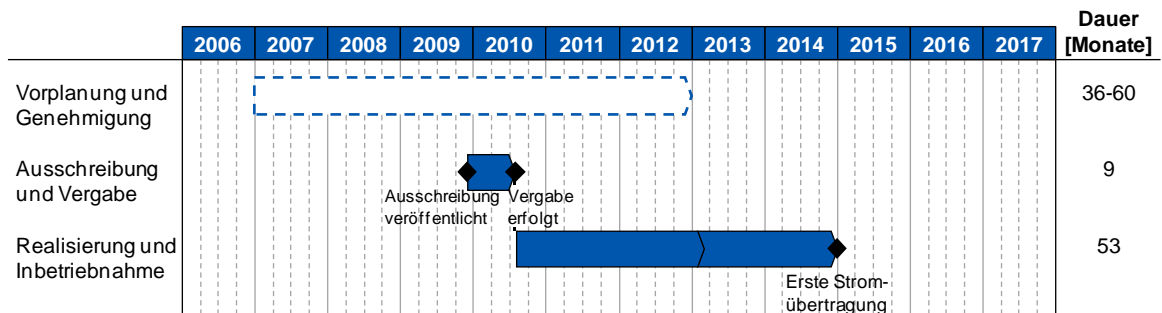 Dauer
[Monate]
2006 2007 2008 2009 2010 2011 2012 2013 2014 2015 2016 2017
Vorplanung und
Genehmigung
36-60
Ausschreibung
und Vergabe
9
Ausschreibung
veröffentlicht
Vergabe
erfolgt
Realisierung und
Inbetriebnahme
53
Erste Strom-
übertragung